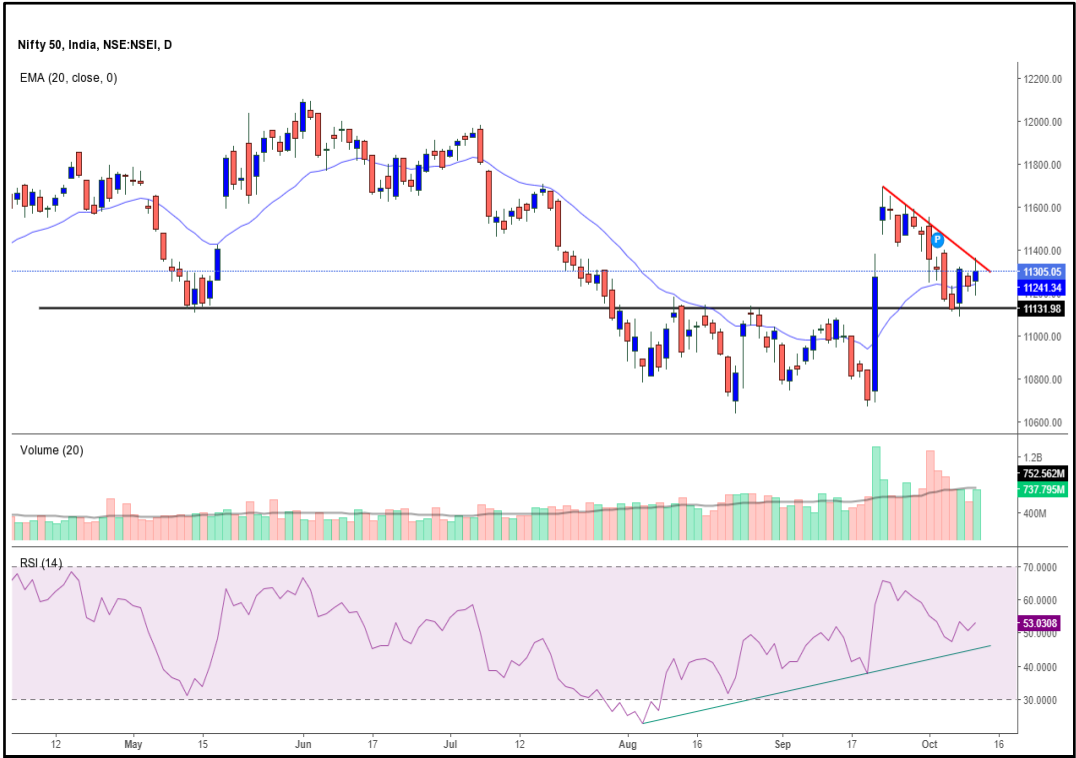 Nifty 50, India, NSE:NSEI, D
EMA (20, close, 0)
12200.00
12000.00
11800.00
11600.00
11400.00
11305.05
11241.34
11131.98
11000.00
10800.00
10600.00
P
Volume (20)
1.2B
752.562M
737.795M
400M
RSI (14)
70.0000
60.0000
53.0308
50.0000
40.0000
30.0000
12 May 15 Jun 17 Jul 12 Aug 16 Sep 17 Oct 16